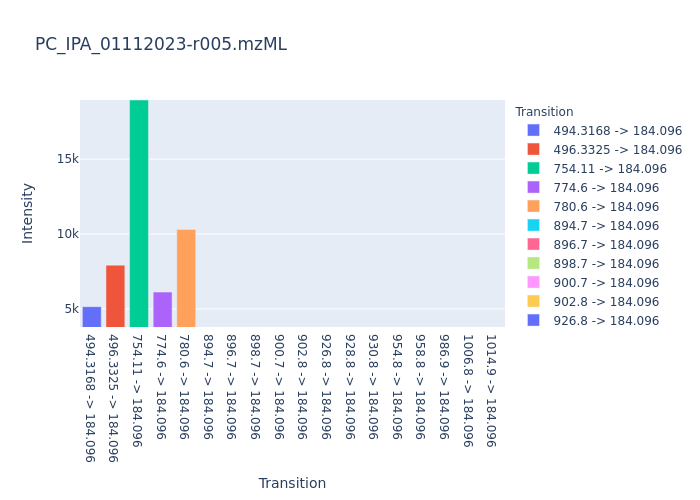 PC_IPA_01112023-r005.mzML
Intensity
15k
10k
5k
494.3168 -> 184.096
496.3325 -> 184.096
754.11 -> 184.096
774.6 -> 184.096
780.6 -> 184.096
894.7 -> 184.096
896.7 -> 184.096
898.7 -> 184.096
900.7 -> 184.096
902.8 -> 184.096
926.8 -> 184.096
928.8 -> 184.096
930.8 -> 184.096
954.8 -> 184.096
958.8 -> 184.096
986.9 -> 184.096
1006.8 -> 184.096
1014.9 -> 184.096
Transition
Transition
494.3168 -> 184.096
496.3325 -> 184.096
754.11 -> 184.096
774.6 -> 184.096
780.6 -> 184.096
894.7 -> 184.096
896.7 -> 184.096
898.7 -> 184.096
900.7 -> 184.096
902.8 -> 184.096
926.8 -> 184.096